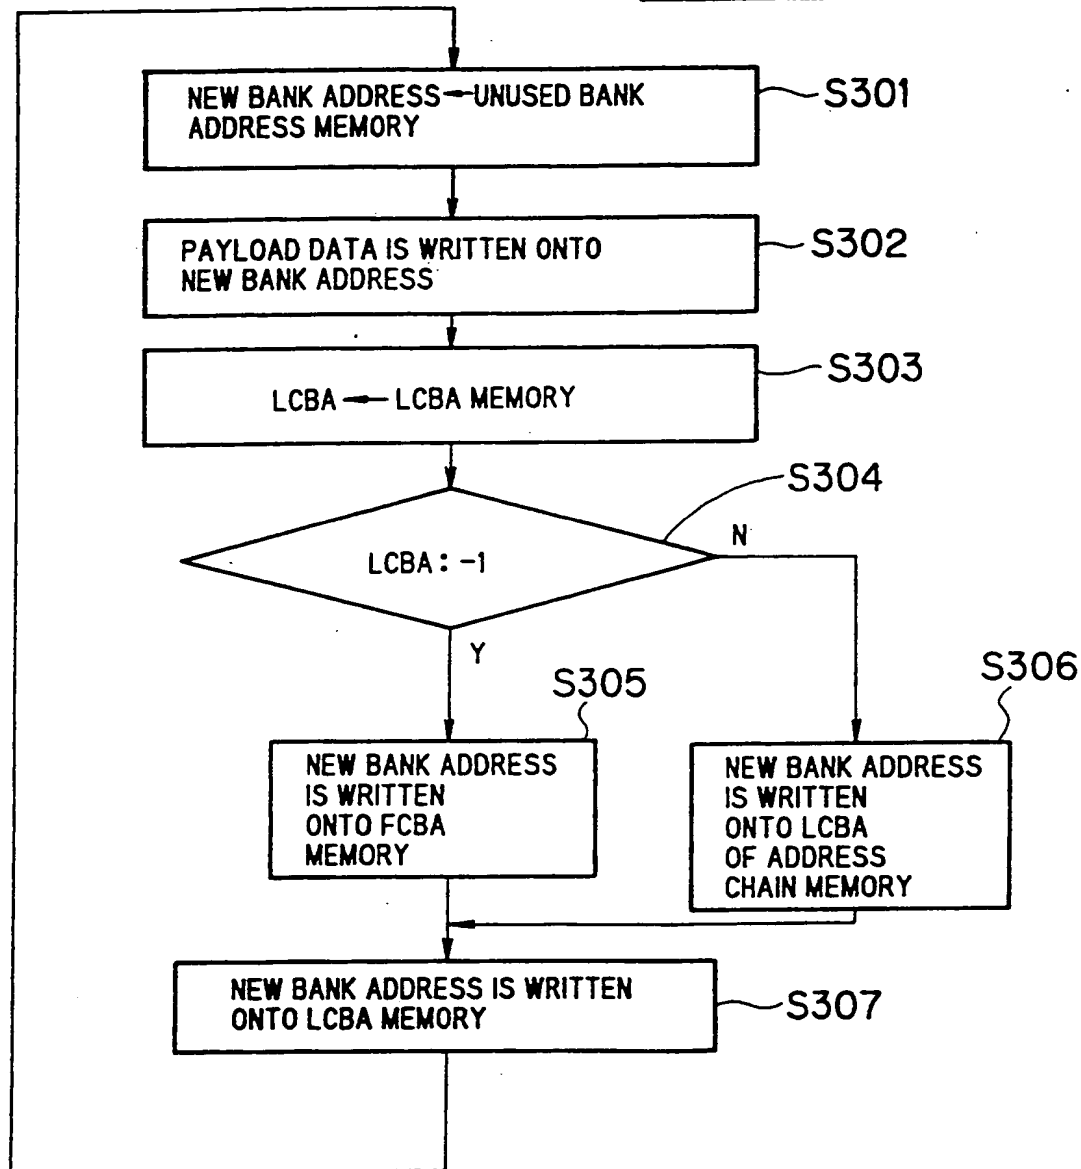 NEW BANK ADDRESS ← UNUSED BANK
ADDRESS MEMORY
S301
PAYLOAD DATA IS WRITTEN ONTO
NEW BANK ADDRESS
S302
LCBA ← LCBA MEMORY
S303
S304
LCBA : -1
N
Y
S305
S306
NEW BANK ADDRESS
IS WRITTEN
ONTO FCBA
MEMORY
NEW BANK ADDRESS
IS WRITTEN
ONTO LCBA
OF ADDRESS
CHAIN MEMORY
NEW BANK ADDRESS IS WRITTEN
ONTO LCBA MEMORY
S307